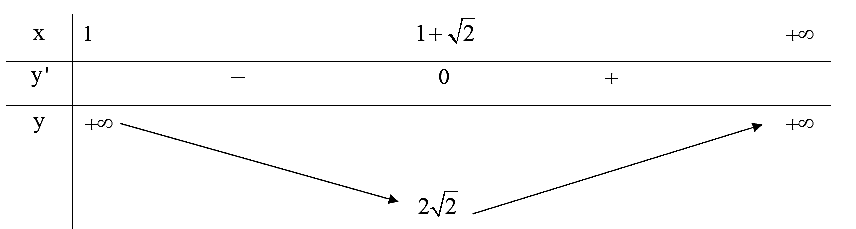 x 1 1+√2 +∞
y' − 0 +
y +∞ +∞
2√2